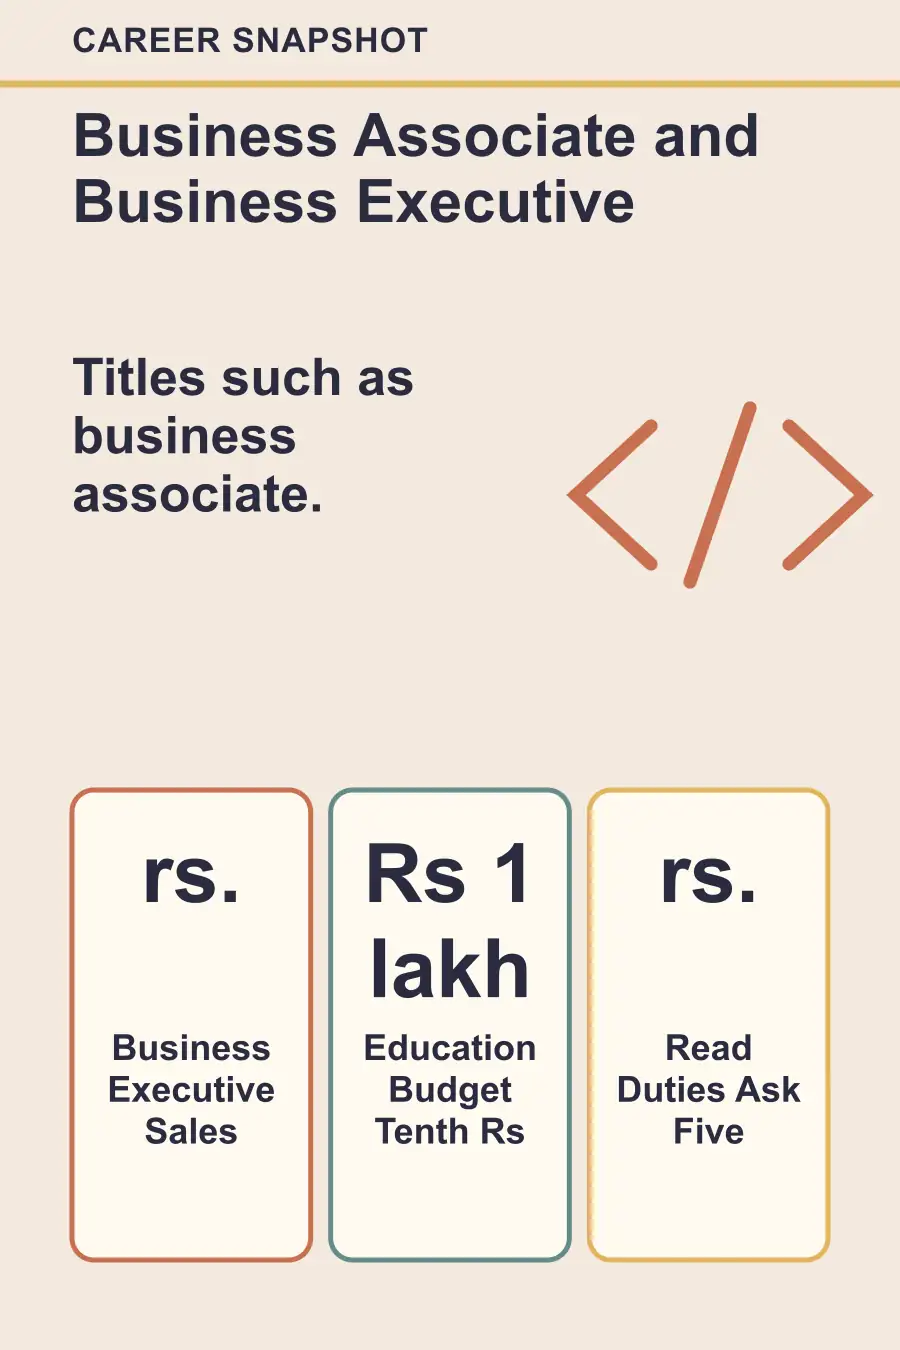 CAREER SNAPSHOT
Business Associate and
Business Executive
Titles such as
business
associate.
rs.
Business
Executive
Sales
Rs 1
lakh
Education
Budget
Tenth Rs
rs.
Read
Duties Ask
Five